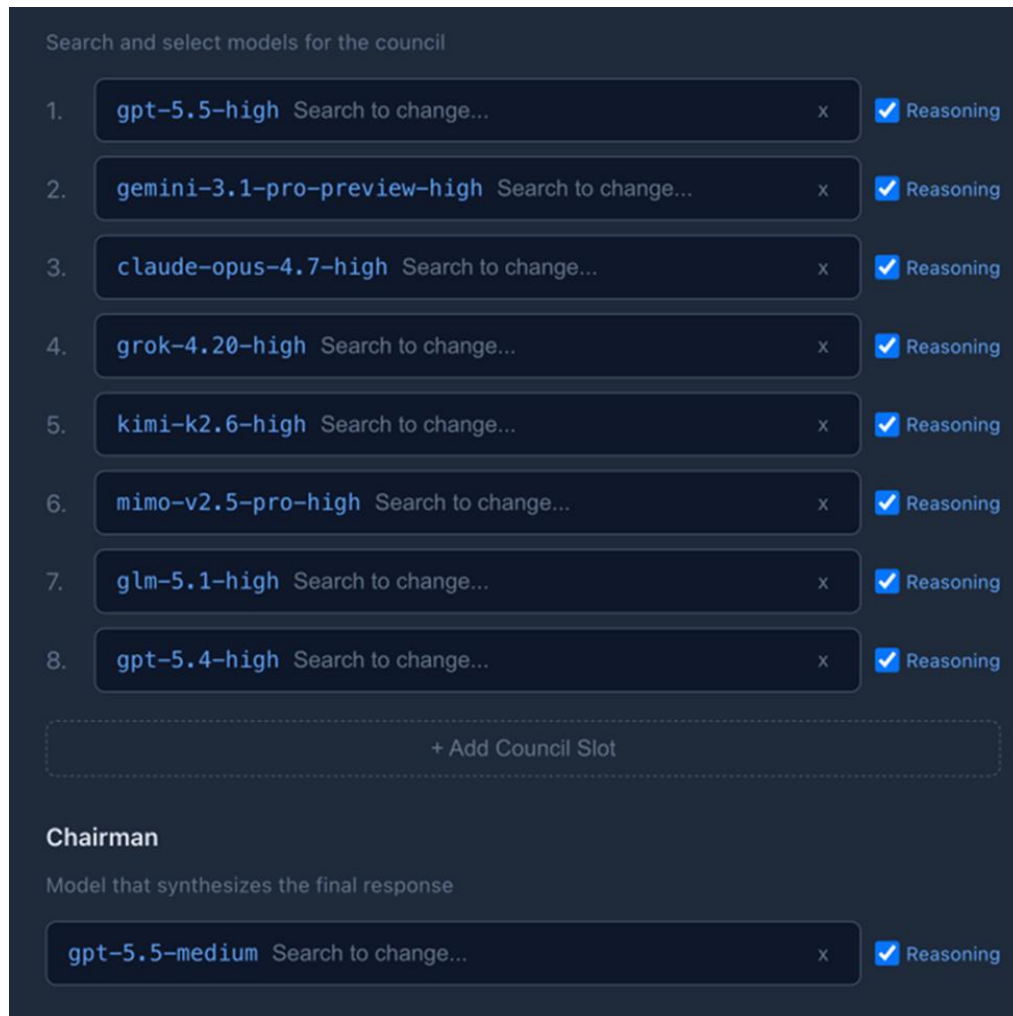 Search and select models for the council
1. gpt-5.5-high Search to change... x Reasoning
2. gemini-3.1-pro-preview-high Search to change... x Reasoning
3. claude-opus-4.7-high Search to change... x Reasoning
4. grok-4.20-high Search to change... x Reasoning
5. kimi-k2.6-high Search to change... x Reasoning
6. mimo-v2.5-pro-high Search to change... x Reasoning
7. glm-5.1-high Search to change... x Reasoning
8. gpt-5.4-high Search to change... x Reasoning
+ Add Council Slot
Chairman
Model that synthesizes the final response
gpt-5.5-medium Search to change... x Reasoning